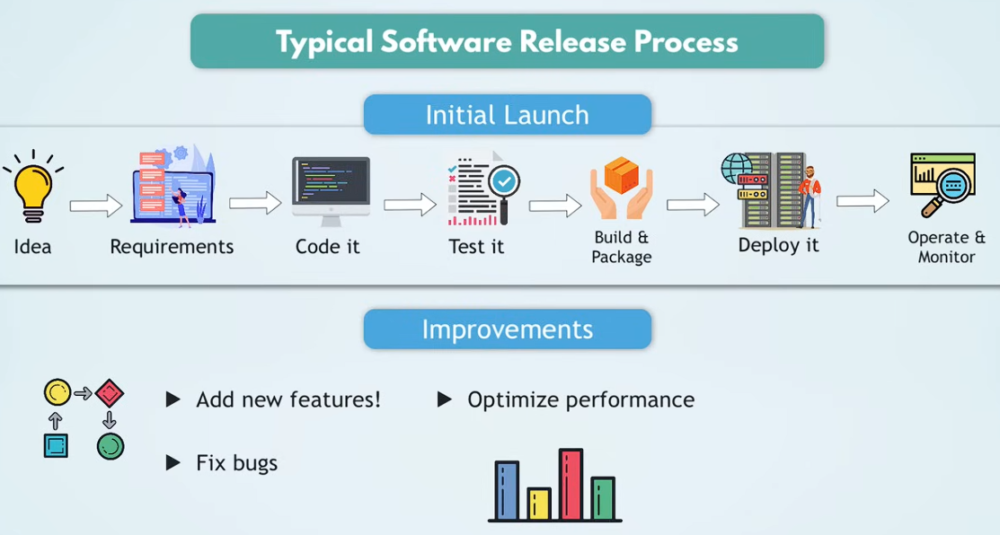 Typical Software Release Process
Initial Launch
Idea
Requirements
Code it
Test it
Build &
Package
Deploy it
Operate &
Monitor
Improvements
Add new features!
Optimize performance
Fix bugs